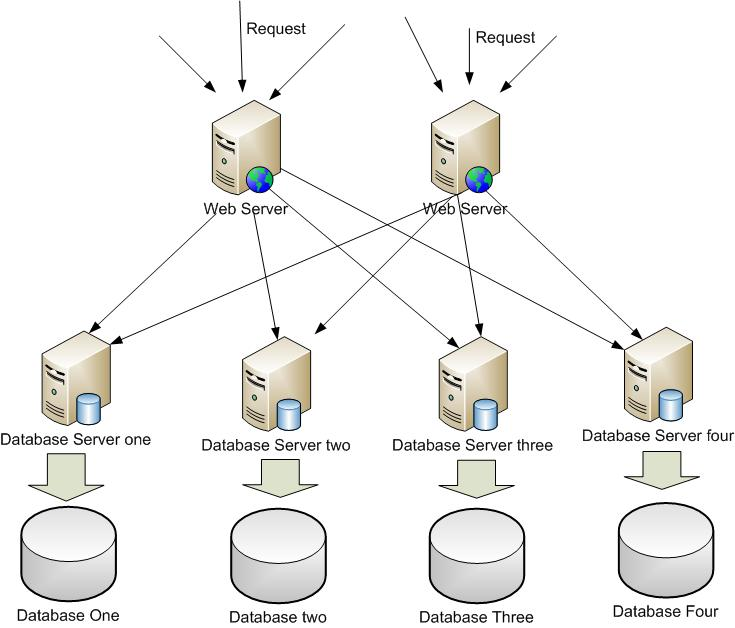 Request
Request
Web Server
Web Server
Database Server one
Database Server two
Database Server three
Database Server four
Database One
Database two
Database Three
Database Four